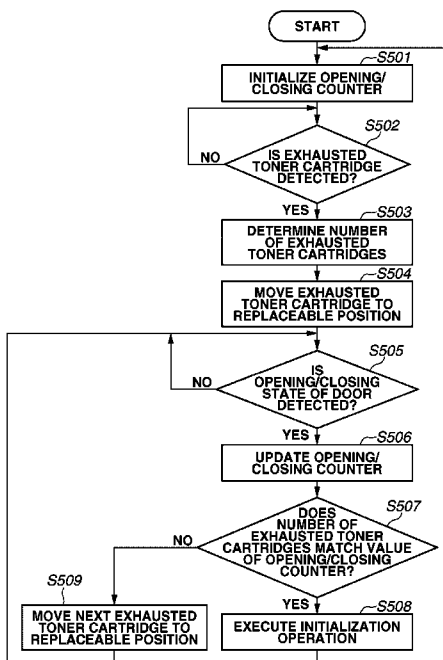 START
S501
INITIALIZE OPENING/
CLOSING COUNTER
S502
IS EXHAUSTED
TONER CARTRIDGE
DETECTED?
NO
YES
S503
DETERMINE NUMBER
OF EXHAUSTED
TONER CARTRIDGES
S504
MOVE EXHAUSTED
TONER CARTRIDGE TO
REPLACEABLE POSITION
S505
IS
OPENING/CLOSING
STATE OF DOOR
DETECTED?
NO
YES
S506
UPDATE OPENING/
CLOSING COUNTER
S507
DOES
NUMBER OF
EXHAUSTED TONER
CARTRIDGES MATCH VALUE
OF OPENING/CLOSING
COUNTER?
NO
YES
S509
MOVE NEXT EXHAUSTED
TONER CARTRIDGE TO
REPLACEABLE POSITION
S508
EXECUTE INITIALIZATION
OPERATION